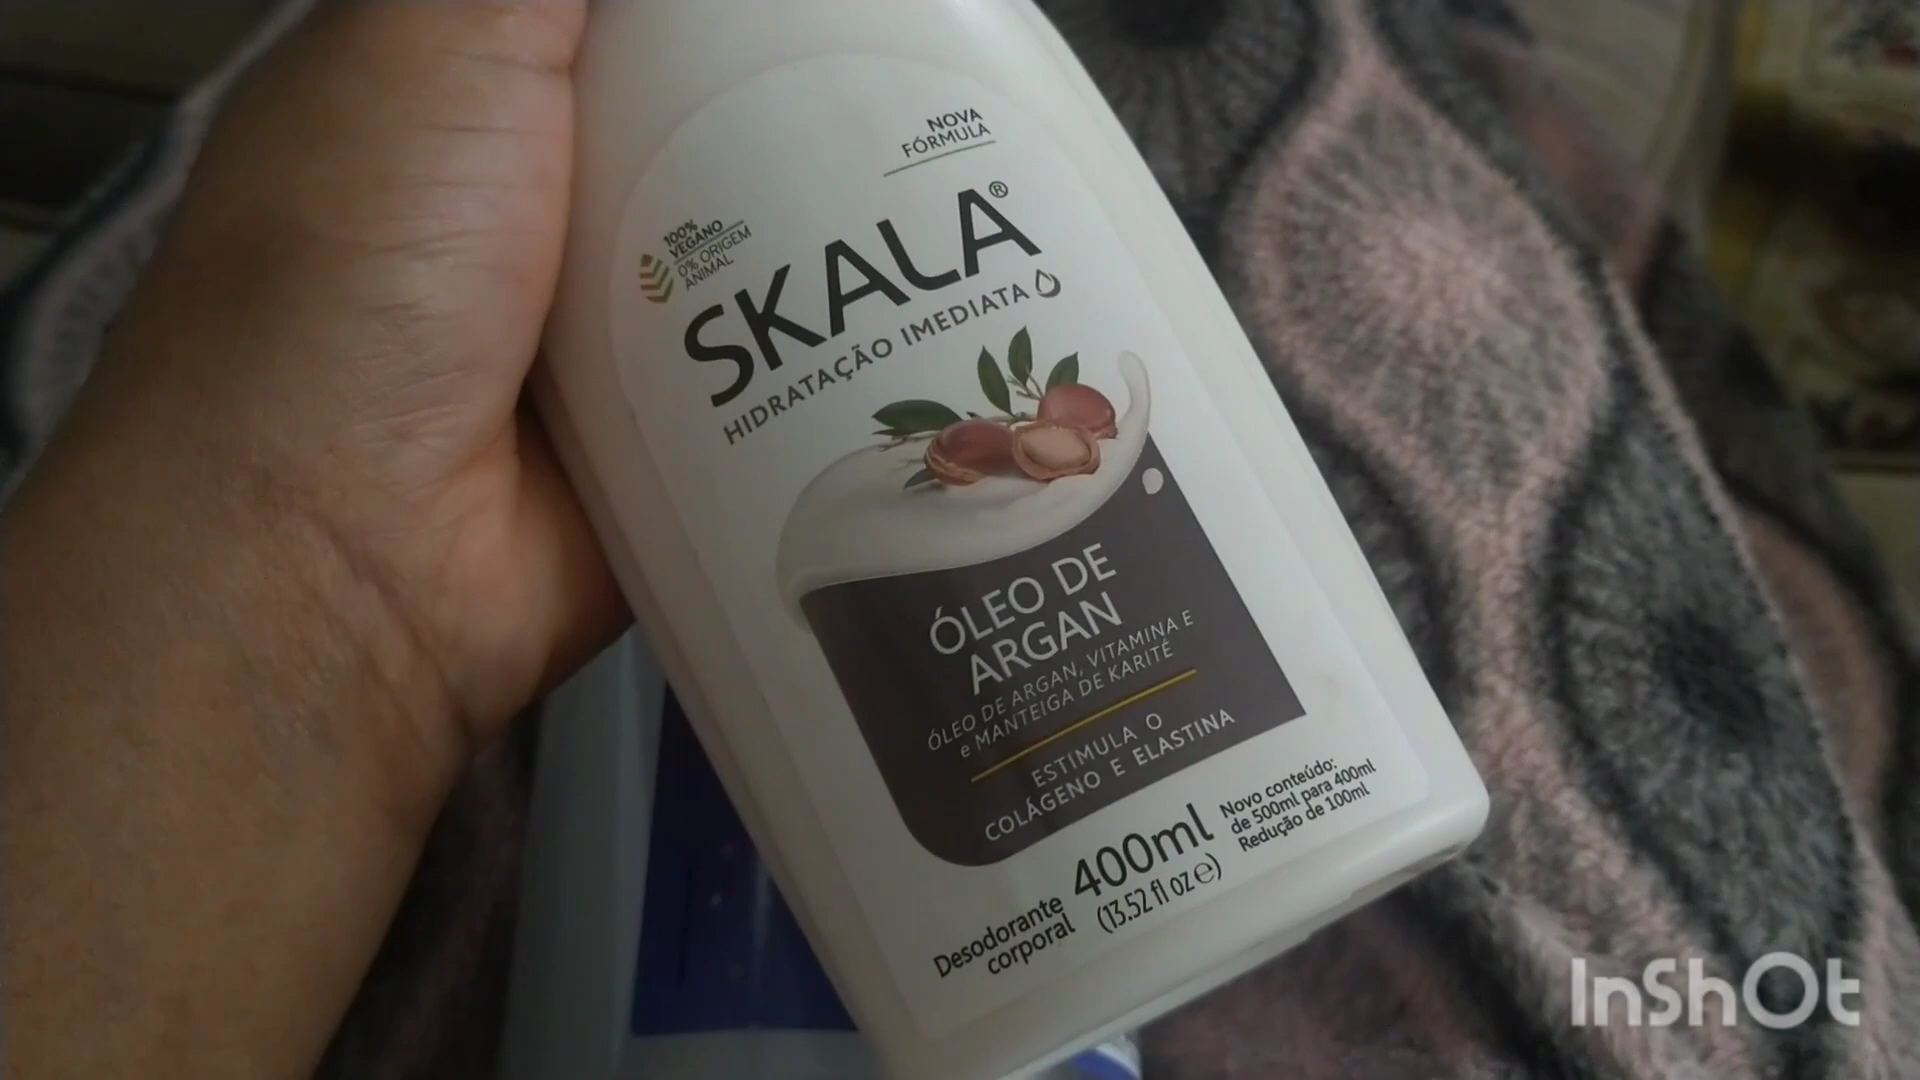 NOVA
FÓRMULA
100%
VEGANO
0% ORIGEM
ANIMAL
SKALA®
HIDRATAÇÃO IMEDIATA
ÓLEO DE
ARGAN
ÓLEO DE ARGAN, VITAMINA E
e MANTEIGA DE KARITÉ
ESTIMULA O
COLÁGENO E ELASTINA
Desodorante
corporal
400ml
(13.52 fl oz ℮)
Novo conteúdo:
de 500ml para 400ml
Redução de 100ml
InShOt